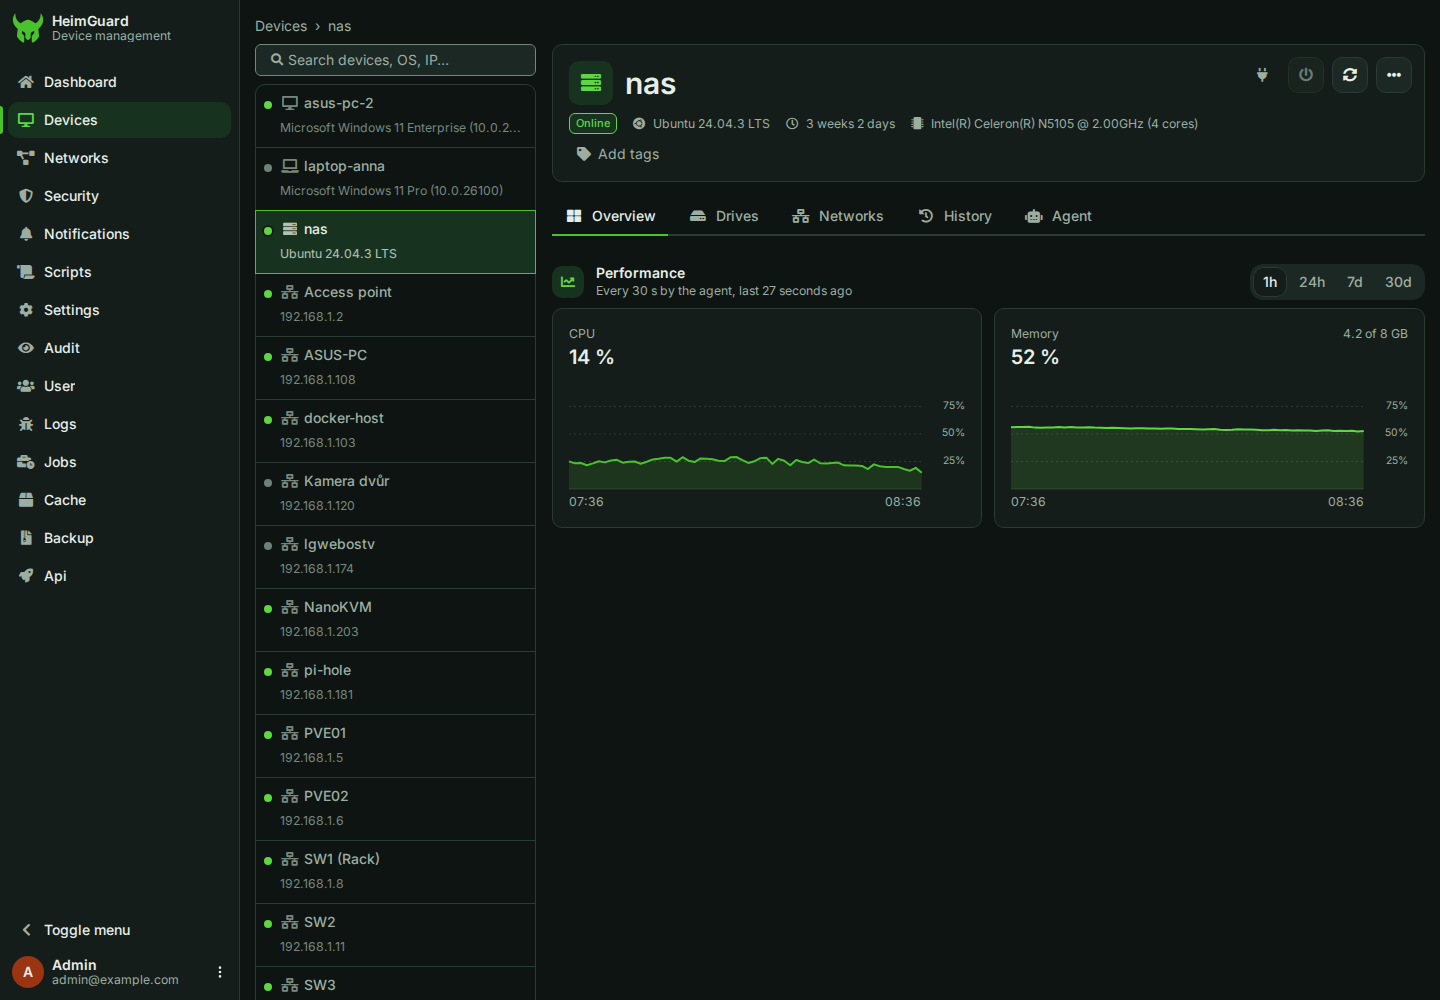 HeimGuard
Device management
Dashboard
Devices
Networks
Security
Notifications
Scripts
Settings
Audit
User
Logs
Jobs
Cache
Backup
Api
Toggle menu
A
Admin
admin@example.com
Devices › nas
Search devices, OS, IP...
asus-pc-2
Microsoft Windows 11 Enterprise (10.0.2...
laptop-anna
Microsoft Windows 11 Pro (10.0.26100)
nas
Ubuntu 24.04.3 LTS
Access point
192.168.1.2
ASUS-PC
192.168.1.108
docker-host
192.168.1.103
Kamera dvůr
192.168.1.120
lgwebostv
192.168.1.174
NanoKVM
192.168.1.203
pi-hole
192.168.1.181
PVE01
192.168.1.5
PVE02
192.168.1.6
SW1 (Rack)
192.168.1.8
SW2
192.168.1.11
SW3
nas
Online Ubuntu 24.04.3 LTS 3 weeks 2 days Intel(R) Celeron(R) N5105 @ 2.00GHz (4 cores)
Add tags
Overview Drives Networks History Agent
Performance
Every 30 s by the agent, last 27 seconds ago
1h 24h 7d 30d
CPU
14 %
75%
50%
25%
07:36 08:36
Memory 4.2 of 8 GB
52 %
75%
50%
25%
07:36 08:36